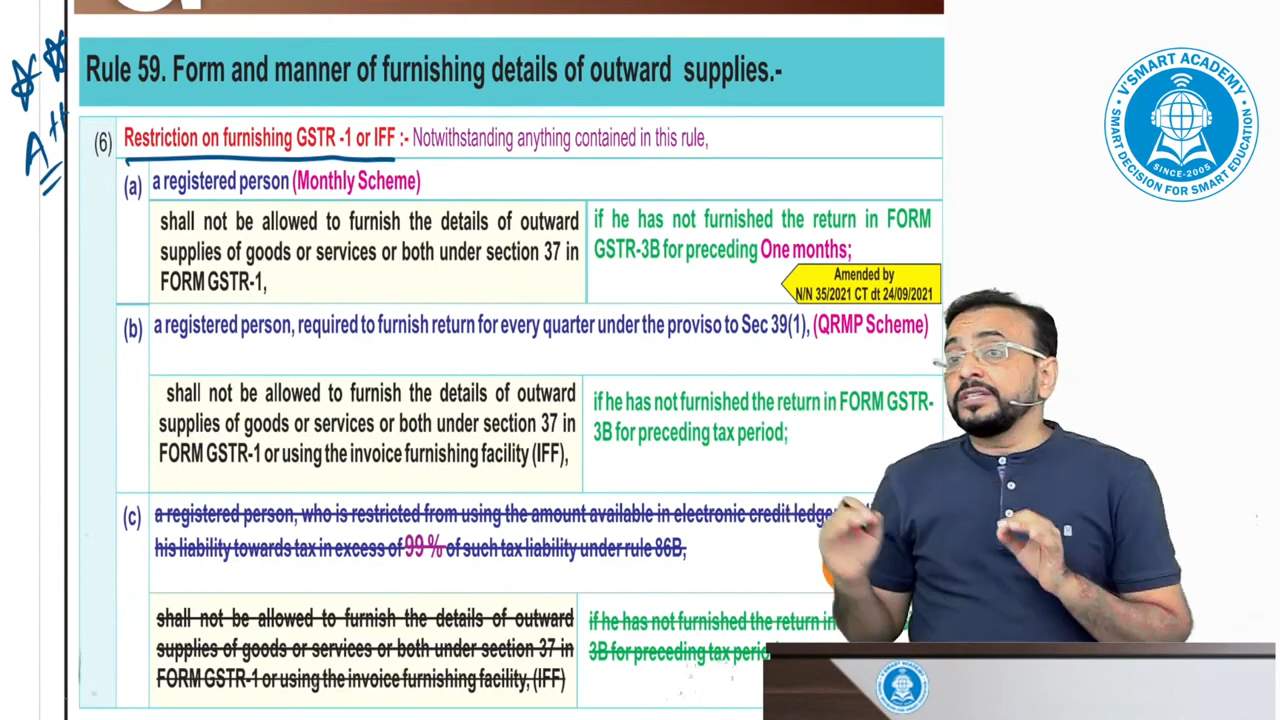 Rule 59. Form and manner of furnishing details of outward supplies.-
A++
(6) Restriction on furnishing GSTR -1 or IFF :- Notwithstanding anything contained in this rule,
(a) a registered person (Monthly Scheme)
shall not be allowed to furnish the details of outward
supplies of goods or services or both under section 37 in
FORM GSTR-1,
if he has not furnished the return in FORM
GSTR-3B for preceding One months;
Amended by
N/N 35/2021 CT dt 24/09/2021
(b) a registered person, required to furnish return for every quarter under the proviso to Sec 39(1), (QRMP Scheme)
shall not be allowed to furnish the details of outward
supplies of goods or services or both under section 37 in
FORM GSTR-1 or using the invoice furnishing facility (IFF),
if he has not furnished the return in FORM GSTR-
3B for preceding tax period;
(c) a registered person, who is restricted from using the amount available in electronic credit ledger
his liability towards tax in excess of 99 % of such tax liability under rule 86B,
shall not be allowed to furnish the details of outward
supplies of goods or services or both under section 37 in
FORM GSTR-1 or using the invoice furnishing facility, (IFF)
if he has not furnished the return in
3B for preceding tax
V'SMART ACADEMY
SINCE-2005
SMART DECISION FOR SMART EDUCATION
V'SMART ACADEMY